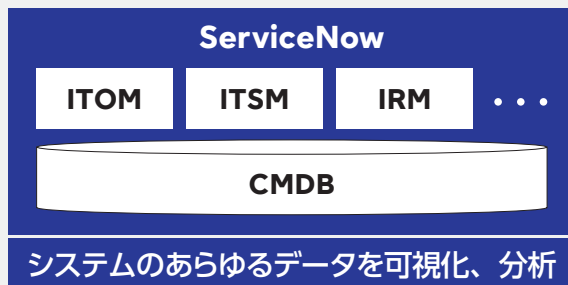 ServiceNow
ITOM ITSM IRM ・・・
CMDB
システムのあらゆるデータを可視化、分析